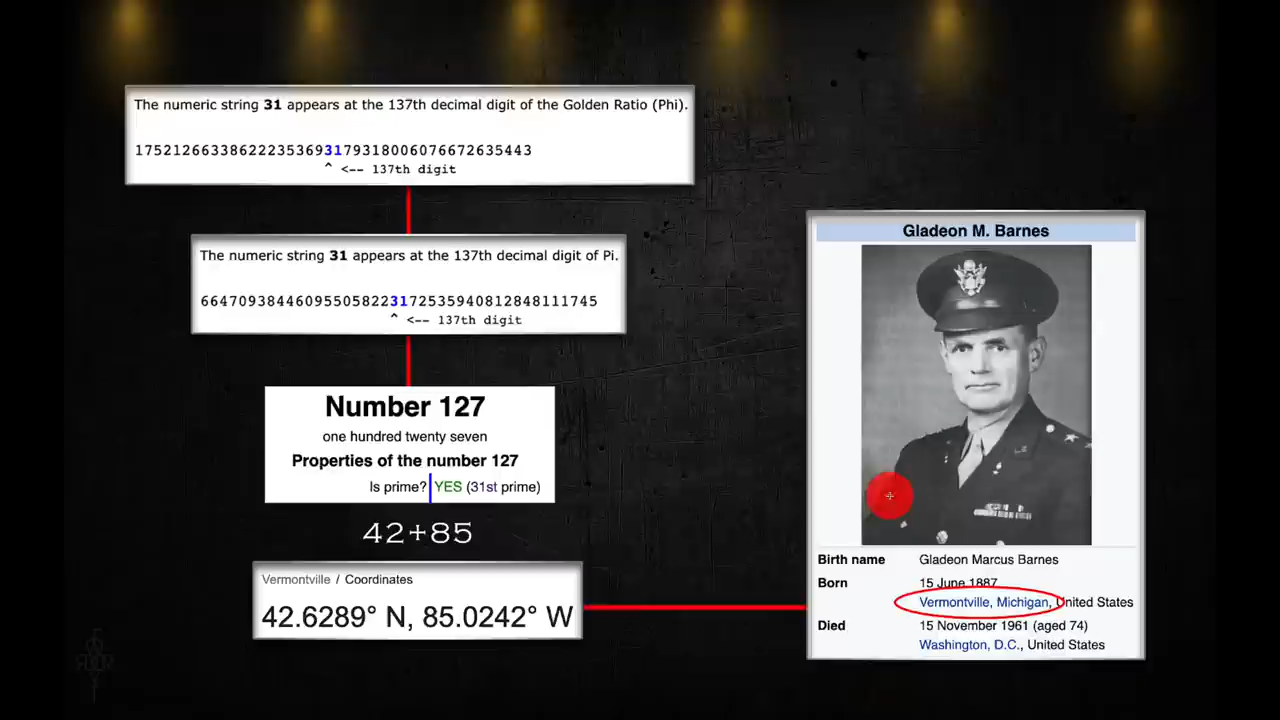 The numeric string 31 appears at the 137th decimal digit of the Golden Ratio (Phi).
17521266338622235369317931800607667263544​3
^ <-- 137th digit
The numeric string 31 appears at the 137th decimal digit of Pi.
66470938446095505822317253594081284811​1745
^ <-- 137th digit
Number 127
one hundred twenty seven
Properties of the number 127
Is prime? YES (31st prime)
42+85
Vermontville / Coordinates
42.6289° N, 85.0242° W
Gladeon M. Barnes
Birth name Gladeon Marcus Barnes
Born 15 June 1887
Vermontville, Michigan, United States
Died 15 November 1961 (aged 74)
Washington, D.C., United States